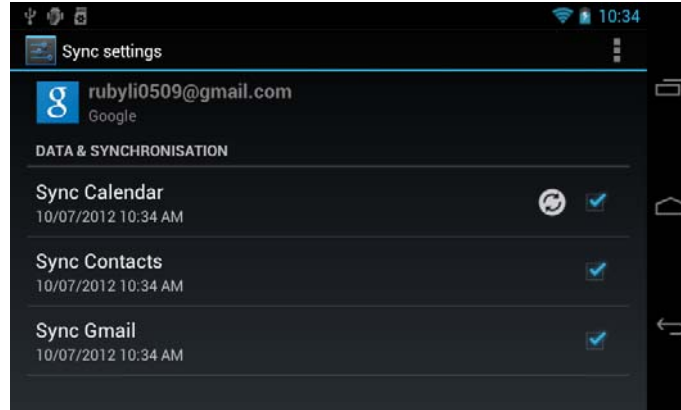 10:34
Sync settings
g
rubyli0509@gmail.com
Google
DATA & SYNCHRONISATION
Sync Calendar
10/07/2012 10:34 AM
Sync Contacts
10/07/2012 10:34 AM
Sync Gmail
10/07/2012 10:34 AM